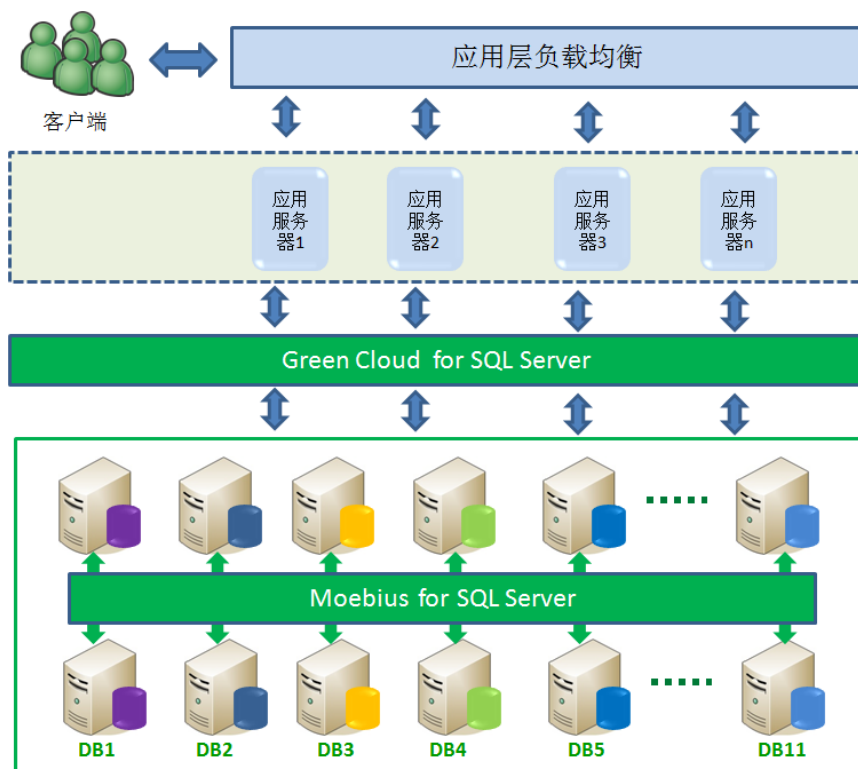 应用层负载均衡
客户端
应用
服务
器1
应用
服务
器2
应用
服务
器3
应用
服务
器n
Green Cloud for SQL Server
Moebius for SQL Server
DB1
DB2
DB3
DB4
DB5
DB11